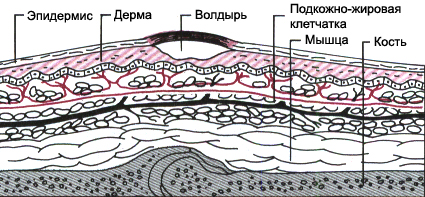 Эпидермис
Дерма
Волдырь
Подкожно-жировая
клетчатка
Мышца
Кость